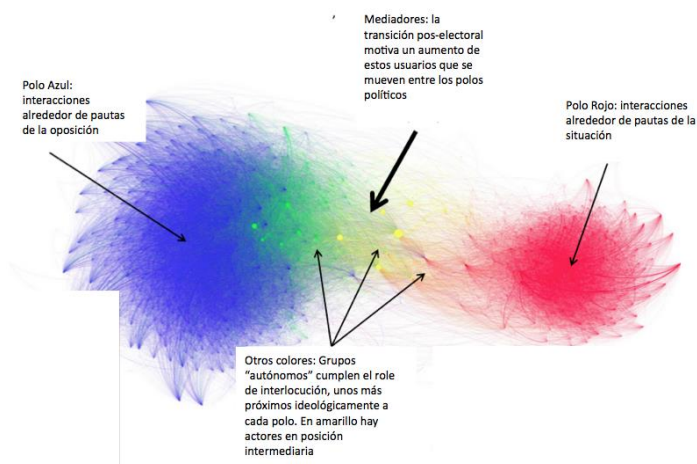 Mediadores: la
transición pos-electoral
motiva un aumento de
estos usuarios que se
mueven entre los polos
políticos
Polo Azul:
interacciones
alrededor de pautas
de la oposición
Polo Rojo: interacciones
alrededor de pautas de la
situación
Otros colores: Grupos
“autónomos” cumplen el role
de interlocución, unos más
próximos ideológicamente a
cada polo. En amarillo hay
actores en posición
intermediaria